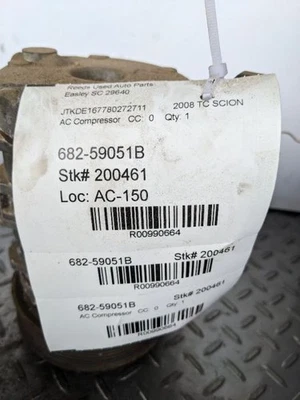 Reeps Used Auto Parts
Easley SC 29640
JTKDE167780272711 2008 TC SCION
AC Compressor CC: 0 Qty: 1
682-59051B
Stk# 200461
Loc: AC-150
R00990664
682-59051B Stk# 200461
R00990664
682-59051B Stk# 200461
AC Compressor CC: 0 Qty: 1
R00990664